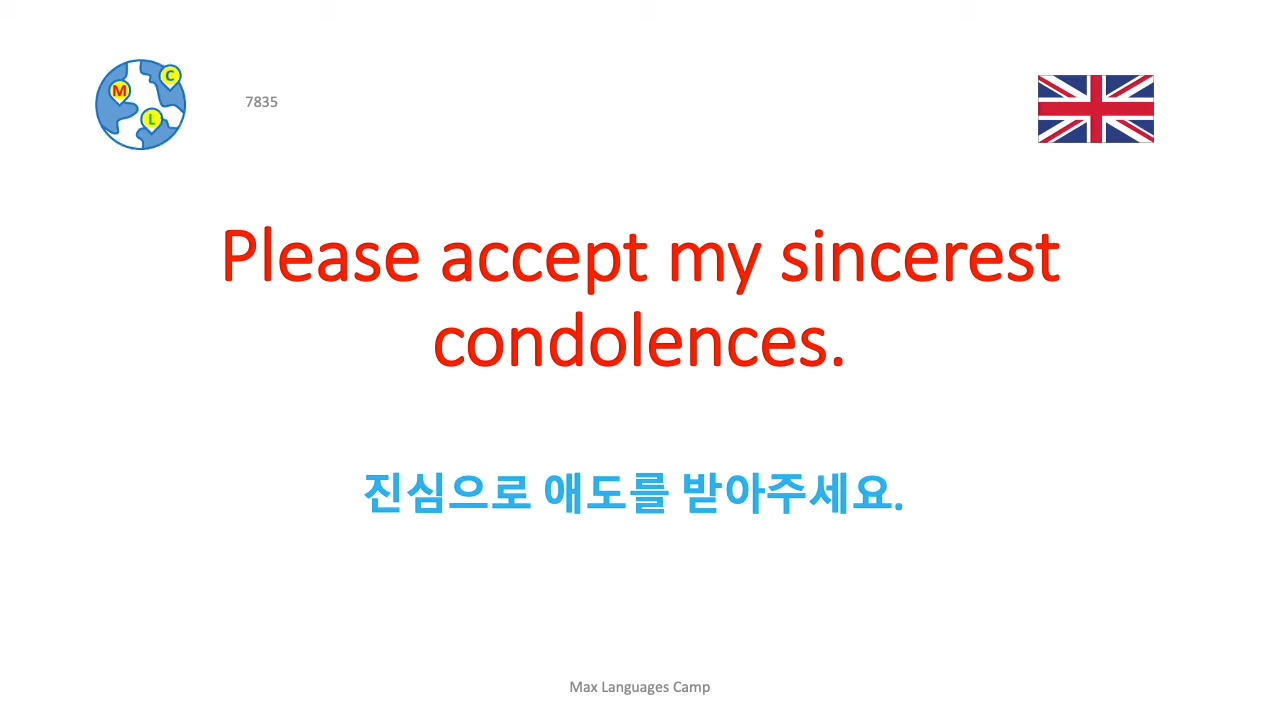 C
M
L
7835
Please accept my sincerest
condolences.
진심으로 애도를 받아주세요.
Max Languages Camp